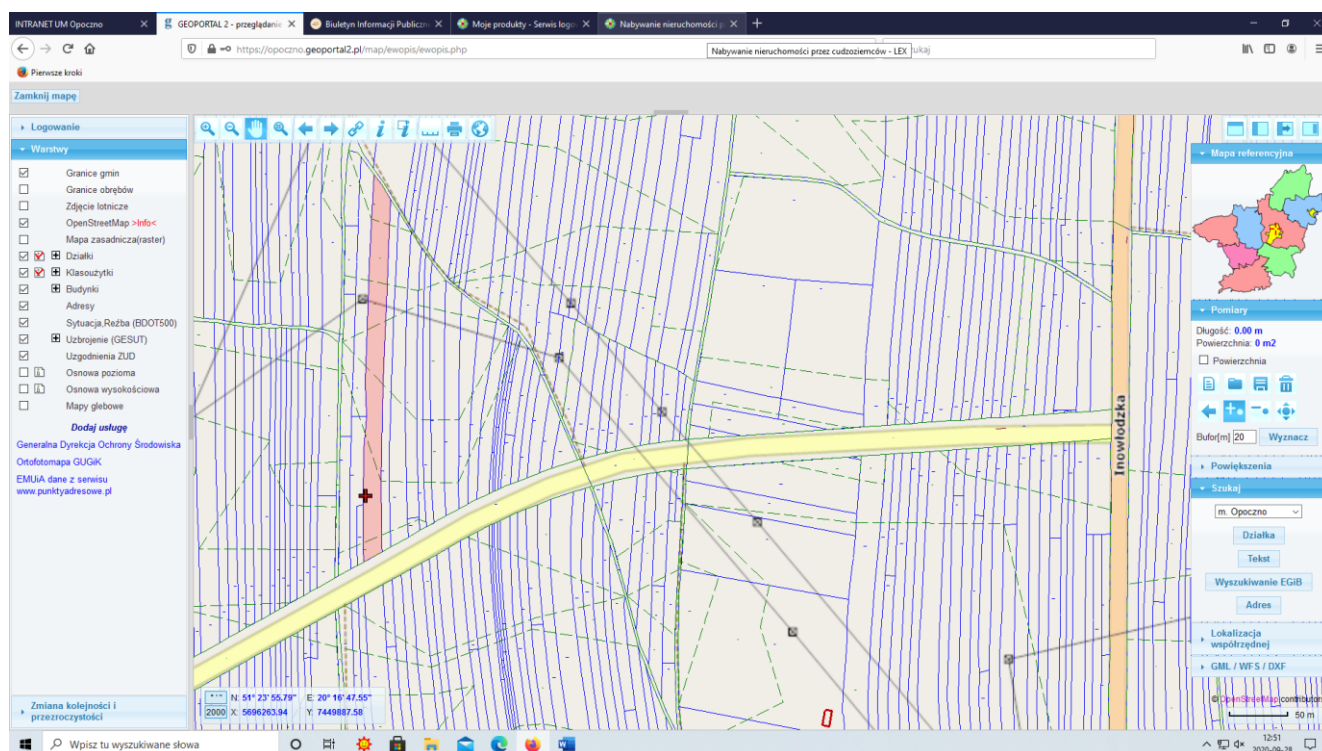 INTRANET UM Opoczno
GEOPORTAL 2 - przeglądanie
Biuletyn Informacji Publiczne
Moje produkty - Serwis logo
Nabywanie nieruchomości p
https://opoczno.geoportal2.pl/map/ewopis/ewopis.php
Nabywanie nieruchomości przez cudzoziemców - LEX
ukaj
Pierwsze kroki
Zamknij mapę
Logowanie
Warstwy
Granice gmin
Granice obrębów
Zdjęcie lotnicze
OpenStreetMap >Info<
Mapa zasadnicza(raster)
Działki
Klasoużytki
Budynki
Adresy
Sytuacja,Reźba (BDOT500)
Uzbrojenie (GESUT)
Uzgodnienia ZUD
Osnowa pozioma
Osnowa wysokościowa
Mapy glebowe
Dodaj usługę
Generalna Dyrekcja Ochrony Środowiska
Ortofotomapa GUGiK
EMUiA dane z serwisu
www.punktyadresowe.pl
Zmiana kolejności i
przezroczystości
N: 51° 23' 55.79" E: 20° 16' 47.55"
2000 X: 5696263.94 Y: 7449887.58
Inowłodzka
Mapa referencyjna
Pomiary
Długość: 0.00 m
Powierzchnia: 0 m2
Powierzchnia
Bufor[m] 20 Wyznacz
Powiększenia
Szukaj
m. Opoczno
Działka
Tekst
Wyszukiwanie EGiB
Adres
Lokalizacja
współrzędnej
GML / WFS / DXF
© OpenStreetMap contributors
50 m
Wpisz tu wyszukiwane słowa
12:51
2020-09-28